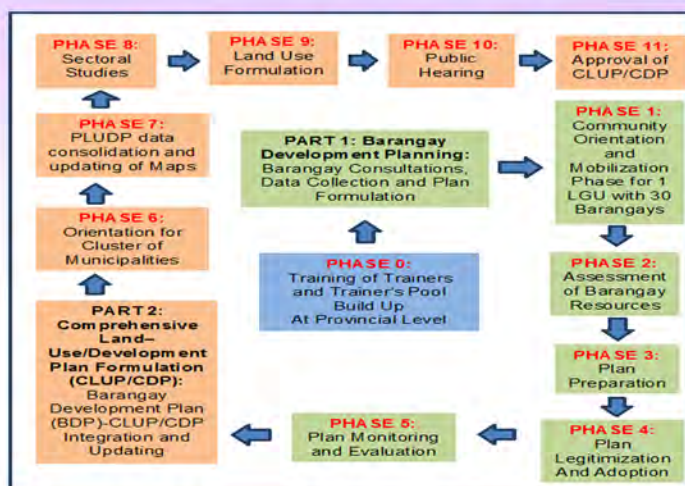 PHASE 8:
Sectoral
Studies
PHASE 9:
Land Use
Formulation
PHASE 10:
Public
Hearing
PHASE 11:
Approval of
CLUP/CDP
PHASE 7:
PLUDP data
consolidation and
updating of Maps
PART 1: Barangay
Development Planning:
Barangay Consultations,
Data Collection and Plan
Formulation
PHASE 1:
Community
Orientation
and
Mobilization
Phase for 1
LGU with 30
Barangays
PHASE 6:
Orientation for
Cluster of
Municipalities
PHASE 0:
Training of Trainers
and Trainer's Pool
Build Up
At Provincial Level
PHASE 2:
Assessment
of Barangay
Resources
PART 2:
Comprehensive
Land–
Use/Development
Plan Formulation
(CLUP/CDP):
Barangay
Development Plan
(BDP)-CLUP/CDP
Integration and
Updating
PHASE 3:
Plan
Preparation
PHASE 5:
Plan Monitoring
and Evaluation
PHASE 4:
Plan
Legitimization
And Adoption